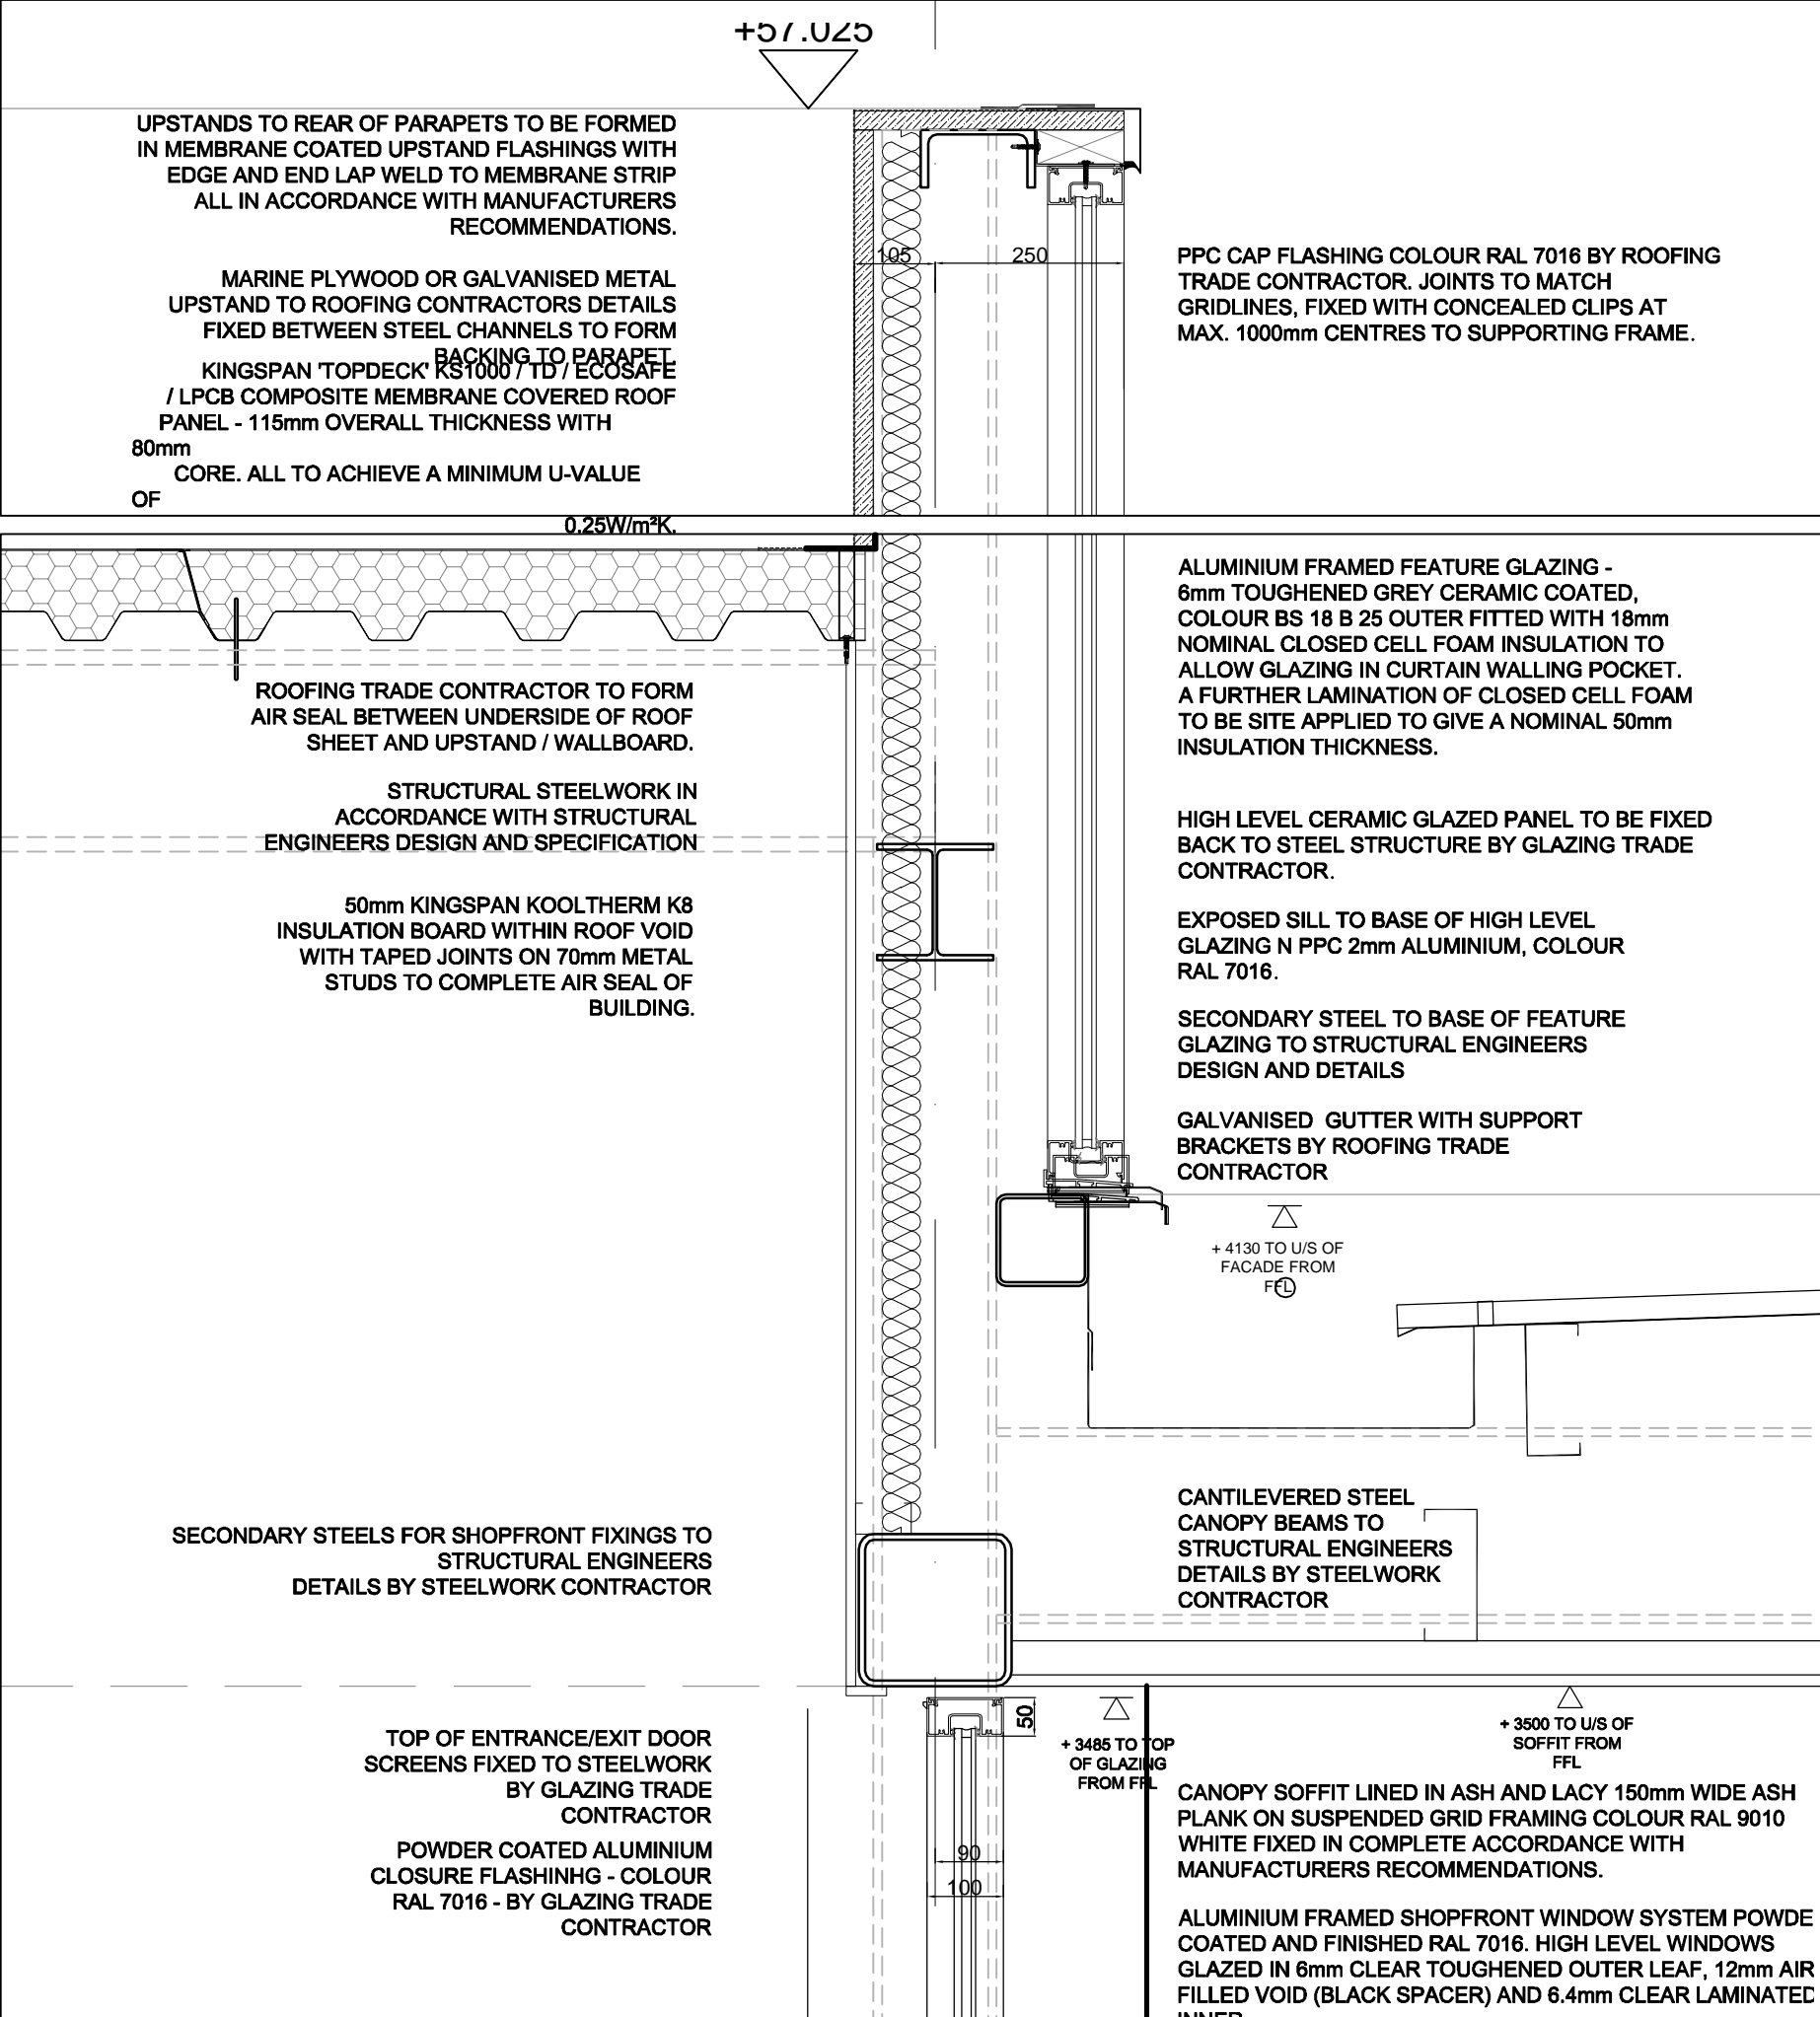 +57.025
UPSTANDS TO REAR OF PARAPETS TO BE FORMED
IN MEMBRANE COATED UPSTAND FLASHINGS WITH
EDGE AND END LAP WELD TO MEMBRANE STRIP
ALL IN ACCORDANCE WITH MANUFACTURERS
RECOMMENDATIONS.
MARINE PLYWOOD OR GALVANISED METAL
UPSTAND TO ROOFING CONTRACTORS DETAILS
FIXED BETWEEN STEEL CHANNELS TO FORM
BACKING TO PARAPET.
KINGSPAN 'TOPDECK' KS1000 / TD / ECOSAFE
/ LPCB COMPOSITE MEMBRANE COVERED ROOF
PANEL - 115mm OVERALL THICKNESS WITH
80mm
CORE. ALL TO ACHIEVE A MINIMUM U-VALUE
OF
0.25W/m²K.
105
250
PPC CAP FLASHING COLOUR RAL 7016 BY ROOFING
TRADE CONTRACTOR. JOINTS TO MATCH
GRIDLINES, FIXED WITH CONCEALED CLIPS AT
MAX. 1000mm CENTRES TO SUPPORTING FRAME.
ALUMINIUM FRAMED FEATURE GLAZING -
6mm TOUGHENED GREY CERAMIC COATED,
COLOUR BS 18 B 25 OUTER FITTED WITH 18mm
NOMINAL CLOSED CELL FOAM INSULATION TO
ALLOW GLAZING IN CURTAIN WALLING POCKET.
A FURTHER LAMINATION OF CLOSED CELL FOAM
TO BE SITE APPLIED TO GIVE A NOMINAL 50mm
INSULATION THICKNESS.
ROOFING TRADE CONTRACTOR TO FORM
AIR SEAL BETWEEN UNDERSIDE OF ROOF
SHEET AND UPSTAND / WALLBOARD.
STRUCTURAL STEELWORK IN
ACCORDANCE WITH STRUCTURAL
ENGINEERS DESIGN AND SPECIFICATION
50mm KINGSPAN KOOLTHERM K8
INSULATION BOARD WITHIN ROOF VOID
WITH TAPED JOINTS ON 70mm METAL
STUDS TO COMPLETE AIR SEAL OF
BUILDING.
HIGH LEVEL CERAMIC GLAZED PANEL TO BE FIXED
BACK TO STEEL STRUCTURE BY GLAZING TRADE
CONTRACTOR.
EXPOSED SILL TO BASE OF HIGH LEVEL
GLAZING N PPC 2mm ALUMINIUM, COLOUR
RAL 7016.
SECONDARY STEEL TO BASE OF FEATURE
GLAZING TO STRUCTURAL ENGINEERS
DESIGN AND DETAILS
GALVANISED GUTTER WITH SUPPORT
BRACKETS BY ROOFING TRADE
CONTRACTOR
+ 4130 TO U/S OF
FACADE FROM
FFL
CANTILEVERED STEEL
CANOPY BEAMS TO
STRUCTURAL ENGINEERS
DETAILS BY STEELWORK
CONTRACTOR
SECONDARY STEELS FOR SHOPFRONT FIXINGS TO
STRUCTURAL ENGINEERS
DETAILS BY STEELWORK CONTRACTOR
50
+ 3485 TO TOP
OF GLAZING
FROM FFL
+ 3500 TO U/S OF
SOFFIT FROM
FFL
TOP OF ENTRANCE/EXIT DOOR
SCREENS FIXED TO STEELWORK
BY GLAZING TRADE
CONTRACTOR
POWDER COATED ALUMINIUM
CLOSURE FLASHINHG - COLOUR
RAL 7016 - BY GLAZING TRADE
CONTRACTOR
90
100
CANOPY SOFFIT LINED IN ASH AND LACY 150mm WIDE ASH
PLANK ON SUSPENDED GRID FRAMING COLOUR RAL 9010
WHITE FIXED IN COMPLETE ACCORDANCE WITH
MANUFACTURERS RECOMMENDATIONS.
ALUMINIUM FRAMED SHOPFRONT WINDOW SYSTEM POWDE
COATED AND FINISHED RAL 7016. HIGH LEVEL WINDOWS
GLAZED IN 6mm CLEAR TOUGHENED OUTER LEAF, 12mm AIR
FILLED VOID (BLACK SPACER) AND 6.4mm CLEAR LAMINATED